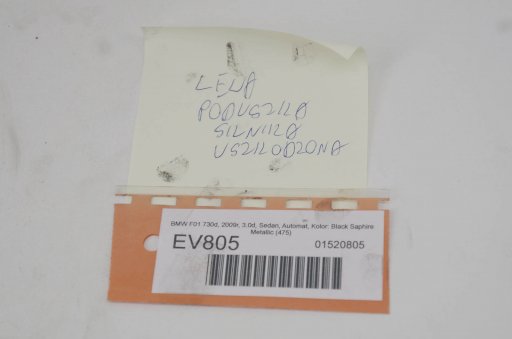 LEWA
PODUSZKA
SILNIKA
USZKODZONA
BMW F01 730d, 2009r, 3.0d, Sedan, Automat, Kolor: Black Saphire
Metallic (475)
EV805 01520805